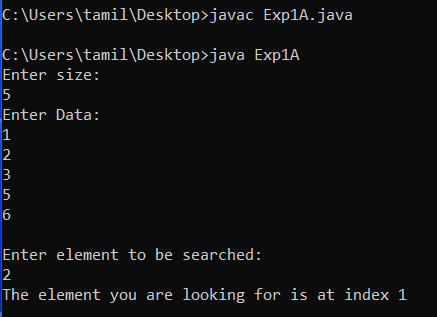 C:\Users\tamil\Desktop>javac Exp1A.java
C:\Users\tamil\Desktop>java Exp1A
Enter size:
5
Enter Data:
1
2
3
5
6
Enter element to be searched:
2
The element you are looking for is at index 1